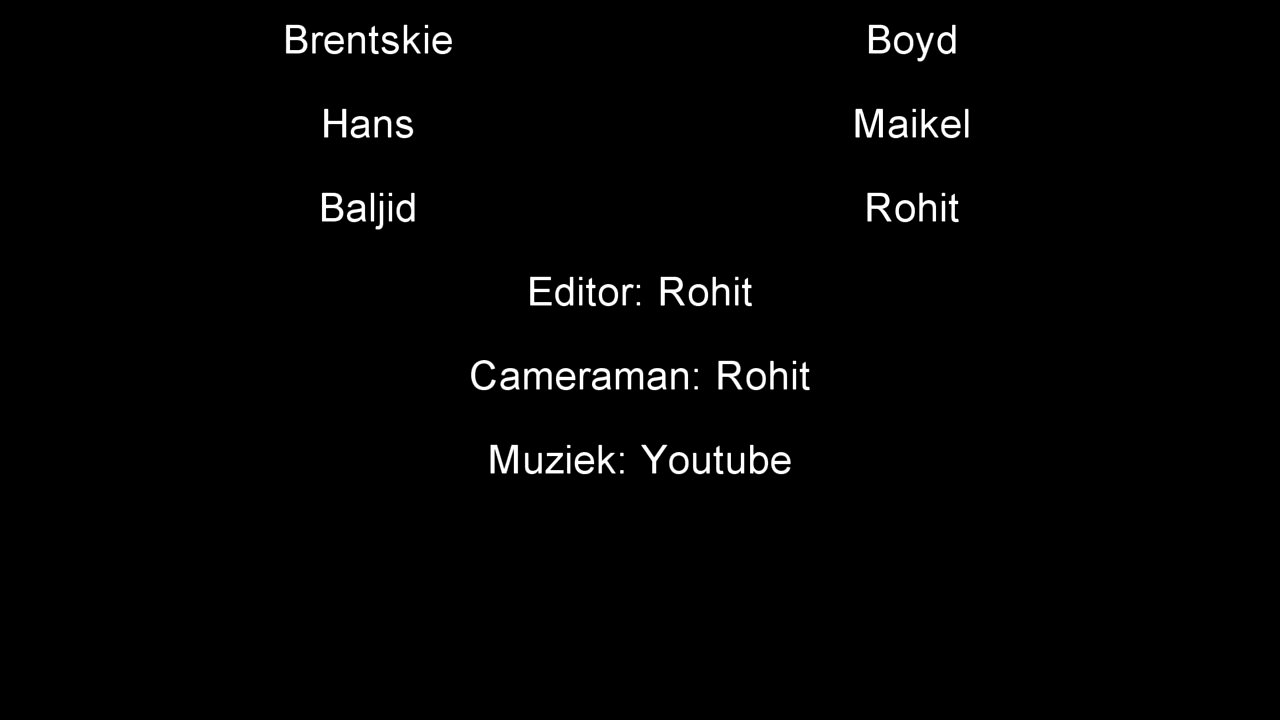 Brentskie Boyd
Hans Maikel
Baljid Rohit
Editor: Rohit
Cameraman: Rohit
Muziek: Youtube